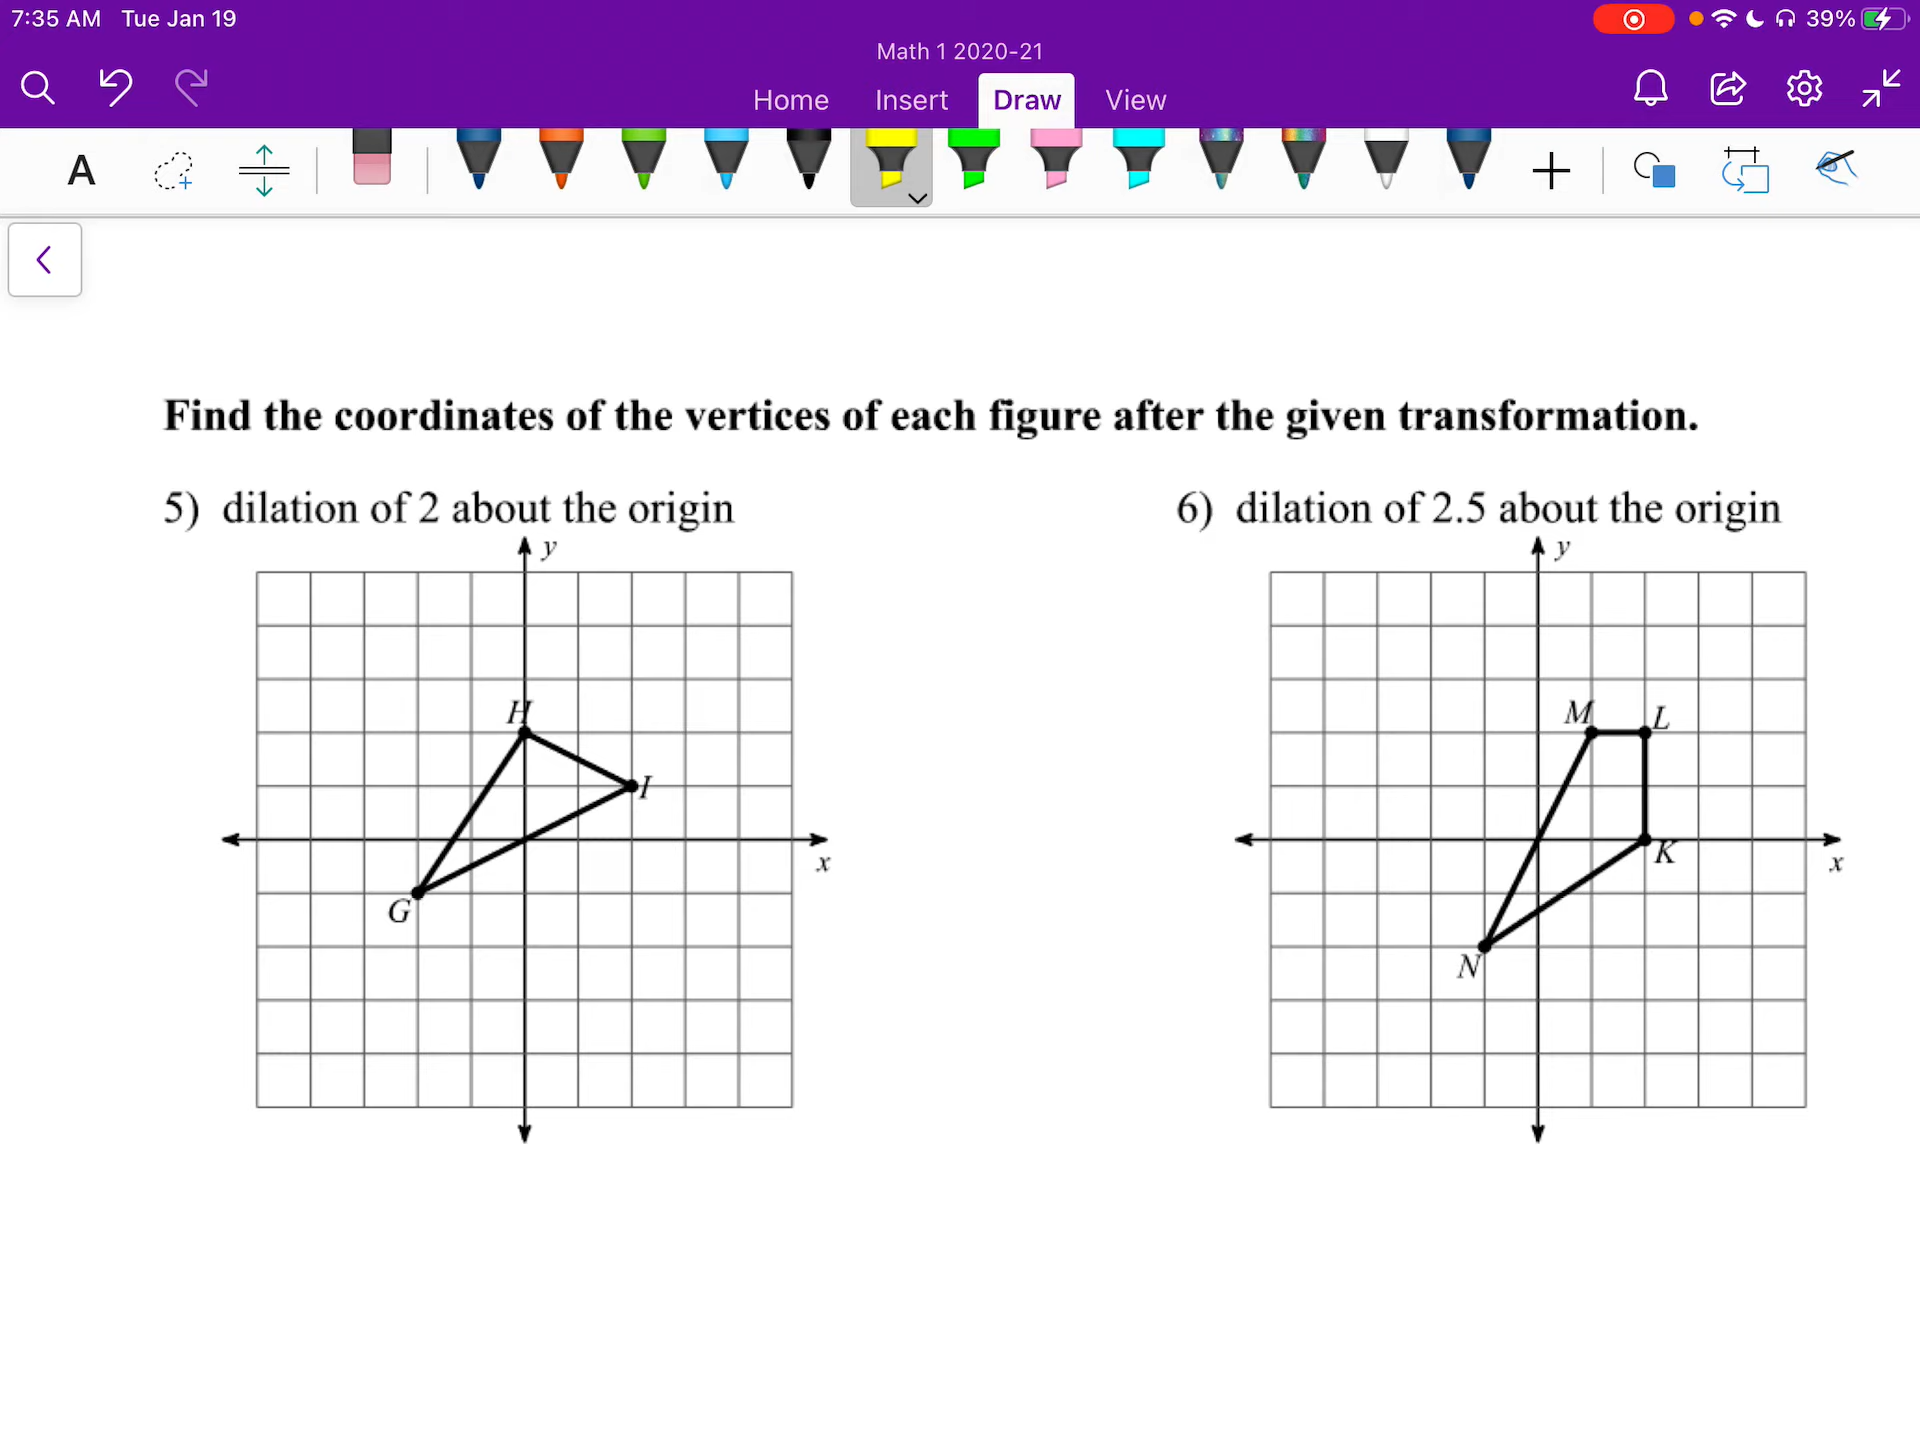 7:35 AM Tue Jan 19
39%
Math 1 2020-21
Home Insert Draw View
A
Find the coordinates of the vertices of each figure after the given transformation.
5) dilation of 2 about the origin
6) dilation of 2.5 about the origin
y
H
I
x
G
y
M L
K
x
N